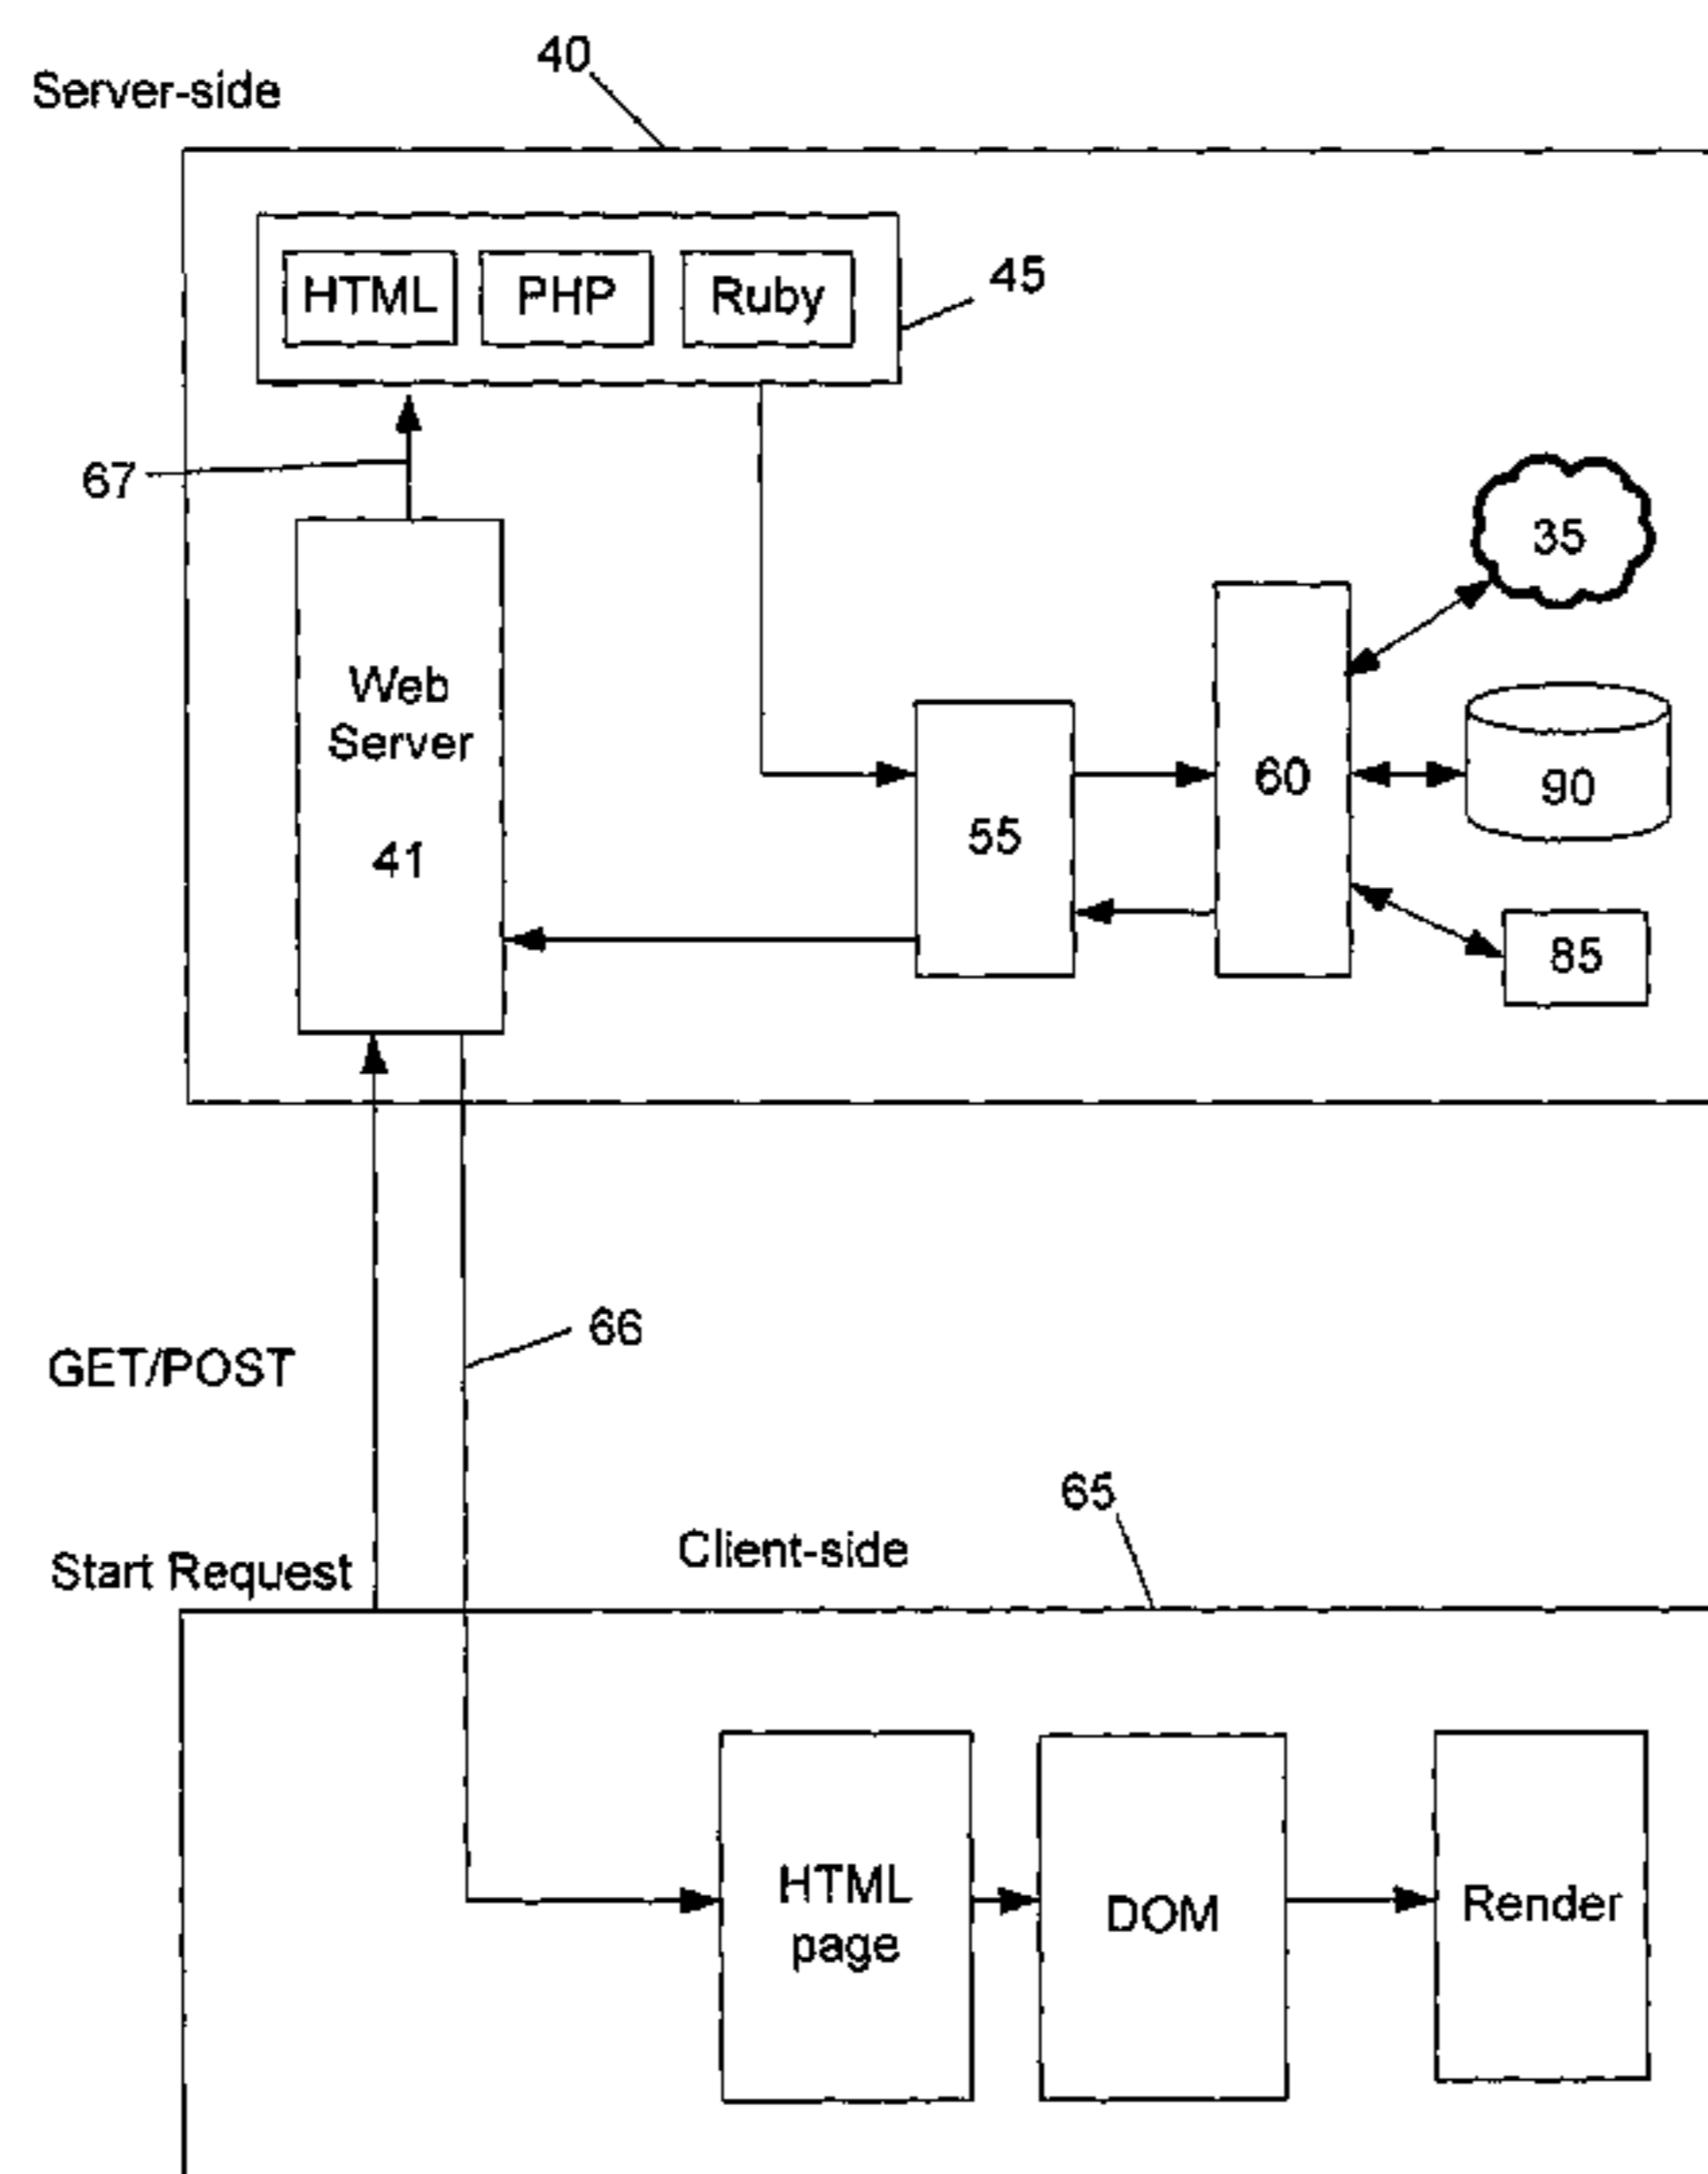 40
Server-side
HTML
PHP
Ruby
45
67
35
Web
Server
41
60
90
55
85
66
GET/POST
65
Client-side
Start Request
HTML
page
DOM
Render